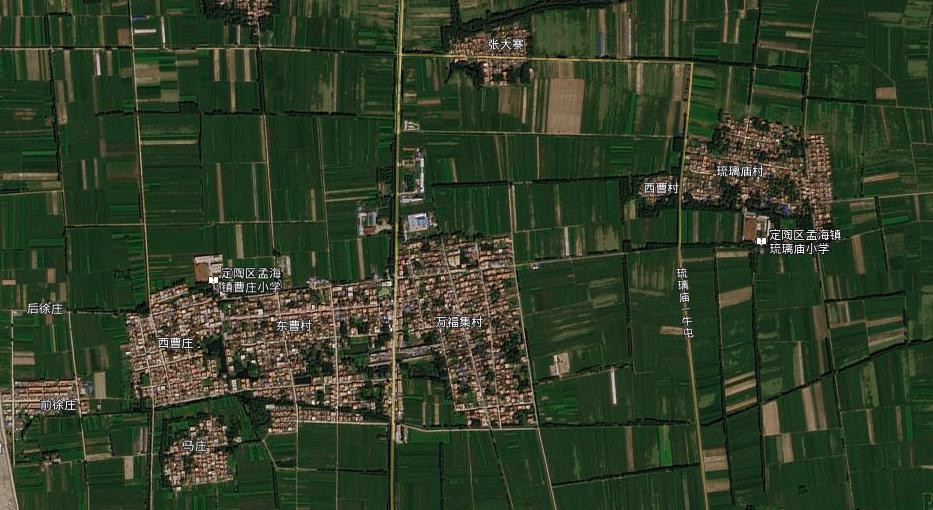 张大寨
琉璃庙村
西曹村
定陶区孟海镇
琉璃庙小学
定陶区孟海
镇曹庄小学
琉璃庙-牛屯
后徐庄
东曹村
万福集村
西曹庄
前徐庄
马庄